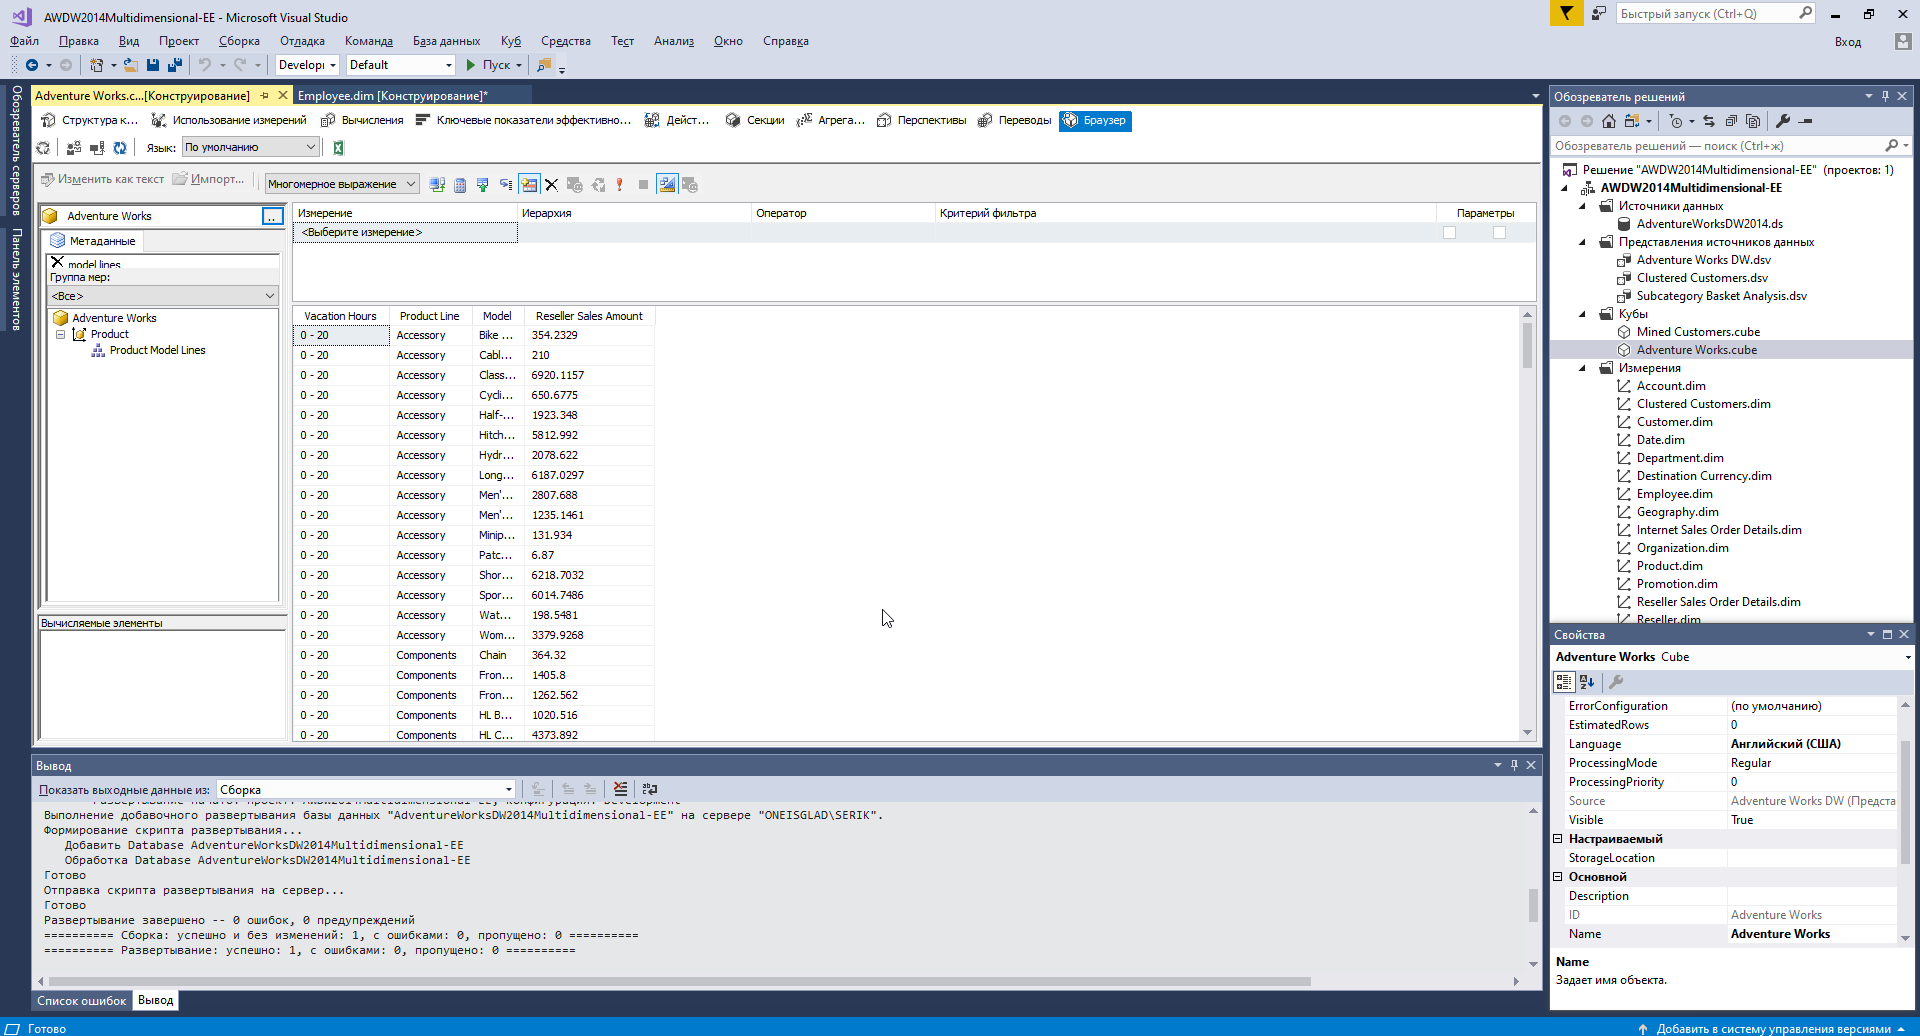 AWDW2014Multidimensional-EE - Microsoft Visual Studio
Быстрый запуск (Ctrl+Q)
Файл Правка Вид Проект Сборка Отладка Команда База данных Куб Средства Тест Анализ Окно Справка
Вход
Developi Default Пуск
Обозреватель серверов
Панель элементов
Adventure Works.c...[Конструирование]
Employee.dim [Конструирование]*
Структура к... Использование измерений Вычисления Ключевые показатели эффективно... Дейст... Секции Агрега... Перспективы Переводы Браузер
Язык: По умолчанию
Изменить как текст Импорт... Многомерное выражение
Adventure Works ..
Метаданные
model lines
Группа мер:
<Все>
Adventure Works
Product
Product Model Lines
Вычисляемые элементы
Измерение Иерархия Оператор Критерий фильтра Параметры
<Выберите измерение>
Vacation Hours Product Line Model Reseller Sales Amount
0 - 20 Accessory Bike ... 354.2329
0 - 20 Accessory Cabl... 210
0 - 20 Accessory Class... 6920.1157
0 - 20 Accessory Cycli... 650.6775
0 - 20 Accessory Half-... 1923.348
0 - 20 Accessory Hitch... 5812.992
0 - 20 Accessory Hydr... 2078.622
0 - 20 Accessory Long... 6187.0297
0 - 20 Accessory Men'... 2807.688
0 - 20 Accessory Men'... 1235.1461
0 - 20 Accessory Minip... 131.934
0 - 20 Accessory Patc... 6.87
0 - 20 Accessory Shor... 6218.7032
0 - 20 Accessory Spor... 6014.7486
0 - 20 Accessory Wat... 198.5481
0 - 20 Accessory Wom... 3379.9268
0 - 20 Components Chain 364.32
0 - 20 Components Fron... 1405.8
0 - 20 Components Fron... 1262.562
0 - 20 Components HL B... 1020.516
0 - 20 Components HL C... 4373.892
Вывод
Показать выходные данные из: Сборка
Развертывание начато: проект: AWDW2014Multidimensional-EE, Конфигурация: Development
Выполнение добавочного развертывания базы данных "AdventureWorksDW2014Multidimensional-EE" на сервере "ONEISGLAD\SERIK".
Формирование скрипта развертывания...
Добавить Database AdventureWorksDW2014Multidimensional-EE
Обработка Database AdventureWorksDW2014Multidimensional-EE
Готово
Отправка скрипта развертывания на сервер...
Готово
Развертывание завершено -- 0 ошибок, 0 предупреждений
========== Сборка: успешно и без изменений: 1, с ошибками: 0, пропущено: 0 ==========
========== Развертывание: успешно: 1, с ошибками: 0, пропущено: 0 ==========
Список ошибок Вывод
Обозреватель решений
Обозреватель решений — поиск (Ctrl+ж)
Решение "AWDW2014Multidimensional-EE" (проектов: 1)
AWDW2014Multidimensional-EE
Источники данных
AdventureWorksDW2014.ds
Представления источников данных
Adventure Works DW.dsv
Clustered Customers.dsv
Subcategory Basket Analysis.dsv
Кубы
Mined Customers.cube
Adventure Works.cube
Измерения
Account.dim
Clustered Customers.dim
Customer.dim
Date.dim
Department.dim
Destination Currency.dim
Employee.dim
Geography.dim
Internet Sales Order Details.dim
Organization.dim
Product.dim
Promotion.dim
Reseller Sales Order Details.dim
Reseller.dim
Свойства
Adventure Works Cube
ErrorConfiguration (по умолчанию)
EstimatedRows 0
Language Английский (США)
ProcessingMode Regular
ProcessingPriority 0
Source Adventure Works DW (Предста
Visible True
Настраиваемый
StorageLocation
Основной
Description
ID Adventure Works
Name Adventure Works
Name
Задает имя объекта.
Готово
Добавить в систему управления версиями